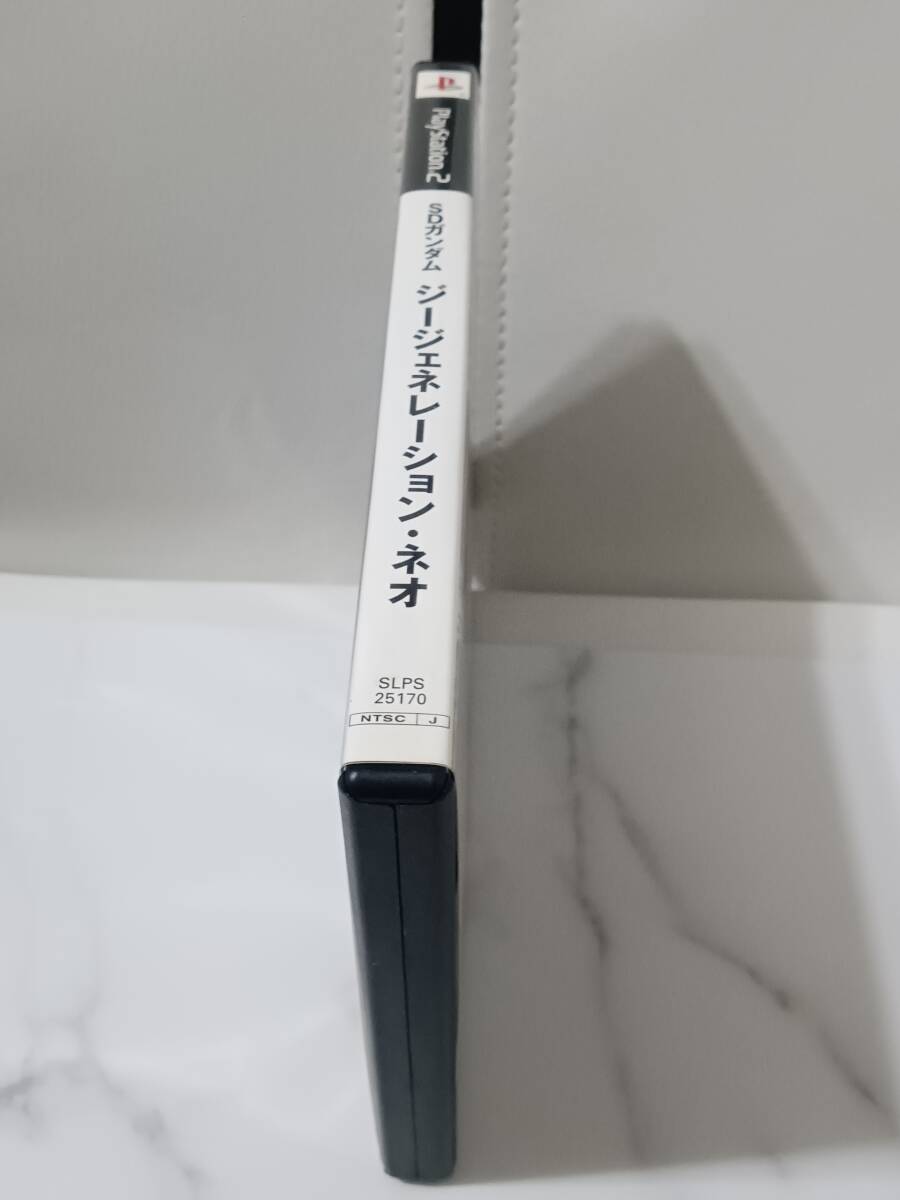 PlayStation.2
SDガンダム ジージェネレーション・ネオ
SLPS
25170
NTSC J